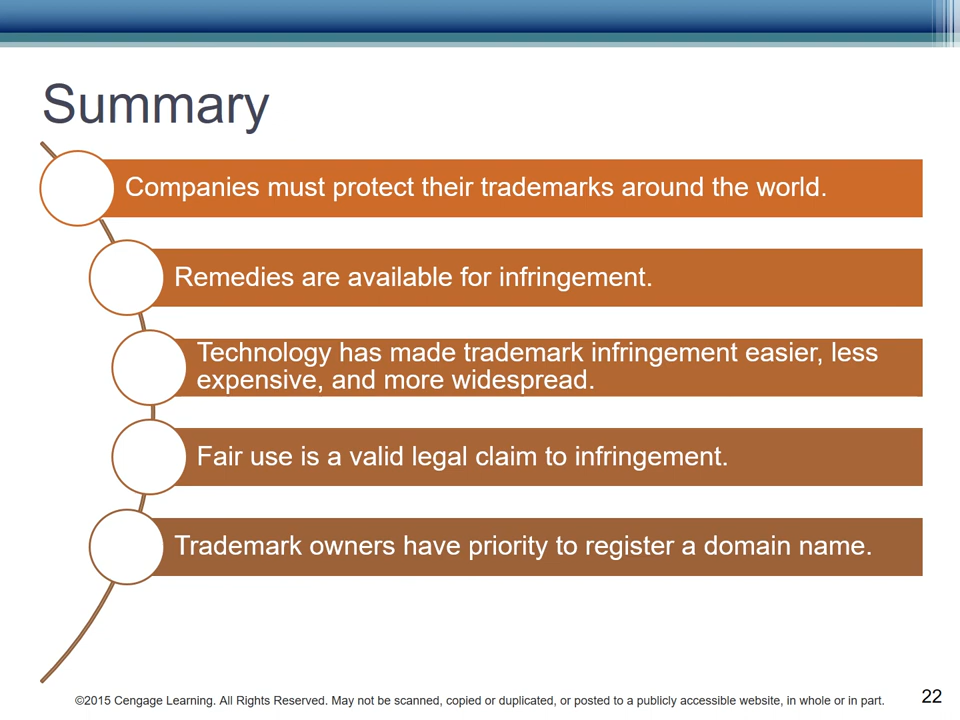 Summary
Companies must protect their trademarks around the world.
Remedies are available for infringement.
Technology has made trademark infringement easier, less
expensive, and more widespread.
Fair use is a valid legal claim to infringement.
Trademark owners have priority to register a domain name.
©2015 Cengage Learning. All Rights Reserved. May not be scanned, copied or duplicated, or posted to a publicly accessible website, in whole or in part.
22